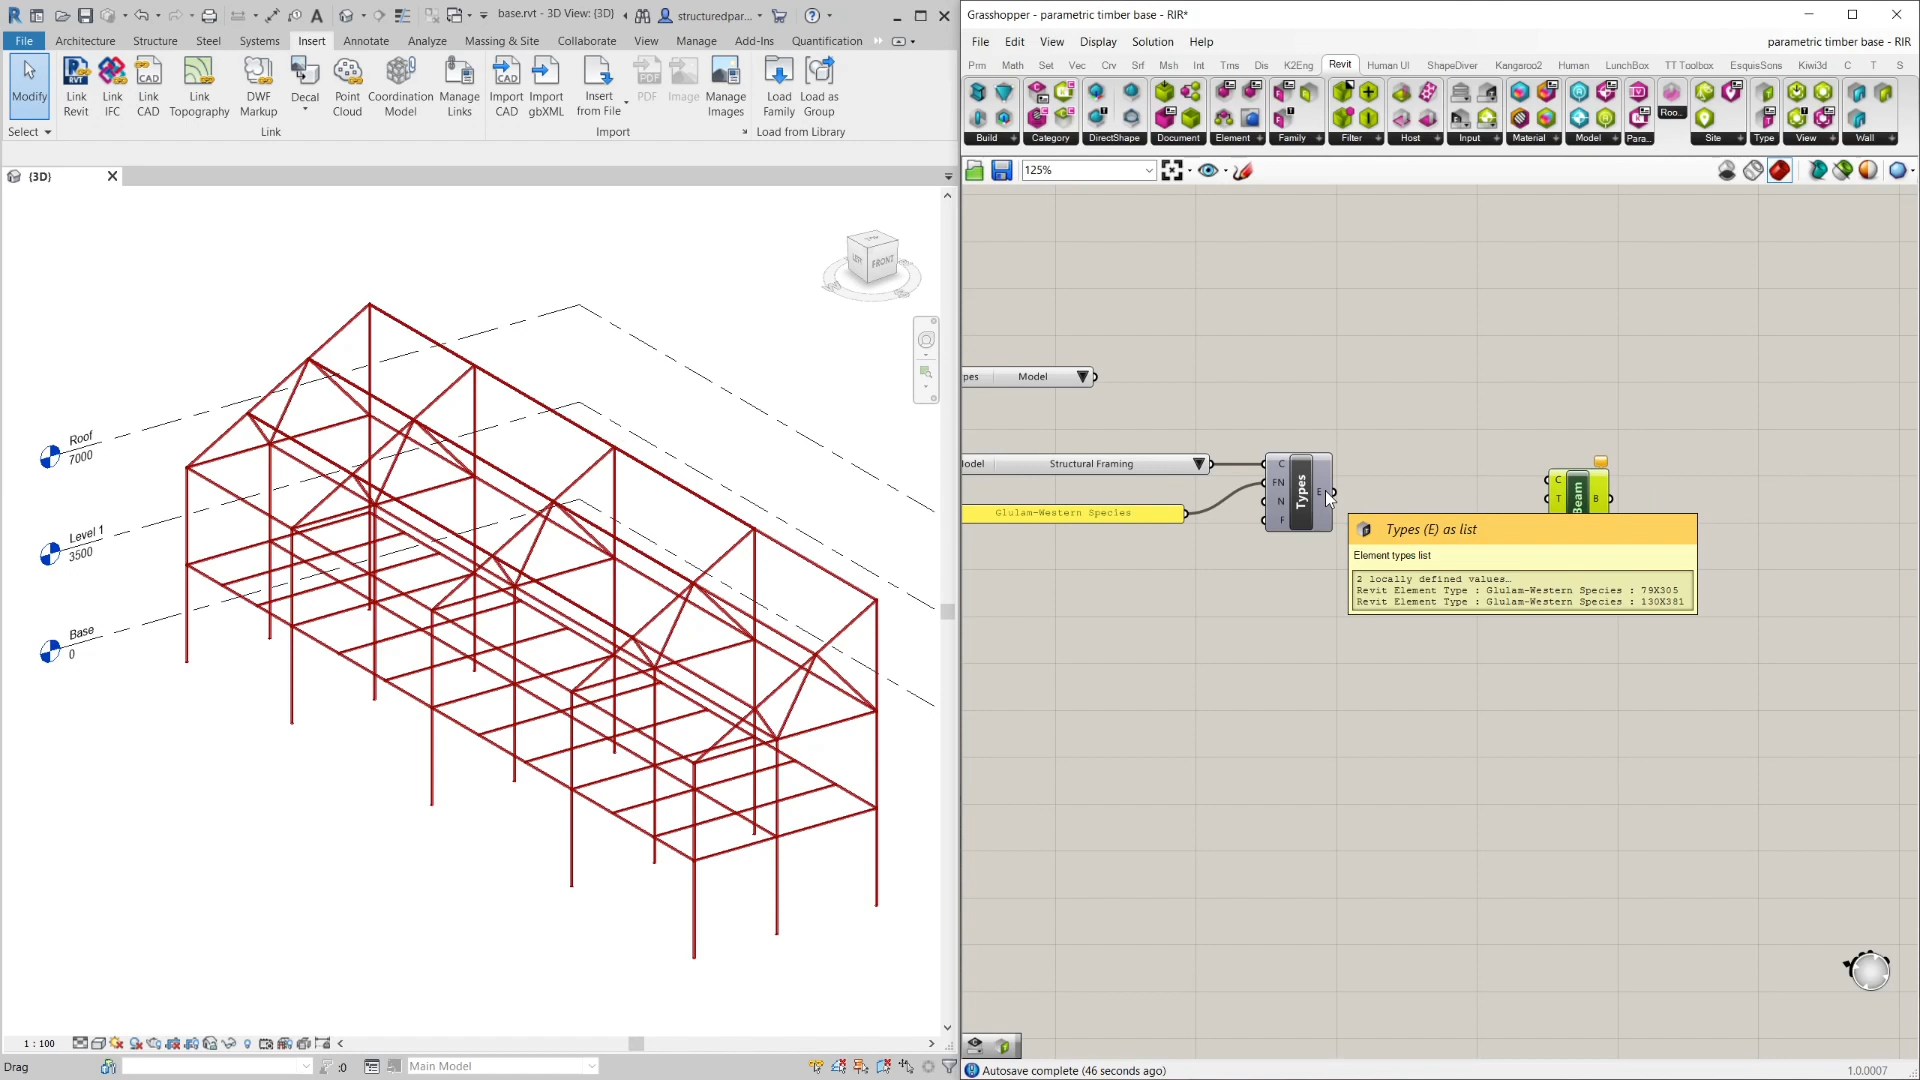 base.rvt - 3D View: {3D}
structuredpar...
File
Architecture
Structure
Steel
Systems
Insert
Annotate
Analyze
Massing & Site
Collaborate
View
Manage
Add-Ins
Quantification
Modify
Link
Revit
Link
IFC
Link
CAD
Link
Topography
DWF
Markup
Decal
Point
Cloud
Coordination
Model
Manage
Links
Import
CAD
Import
gbXML
Insert
from File
PDF
Image
Manage
Images
Load
Family
Load as
Group
Select
Link
Import
Load from Library
{3D}
LEFT
FRONT
Roof
7000
Level 1
3500
Base
0
1 : 100
Drag
:0
Main Model
Grasshopper - parametric timber base - RIR*
File
Edit
View
Display
Solution
Help
parametric timber base - RIR
Prm
Math
Set
Vec
Crv
Srf
Msh
Int
Trns
Dis
K2Eng
Revit
Human UI
ShapeDiver
Kangaroo2
Human
LunchBox
TT Toolbox
EsquisSons
Kiwi3d
C
T
S
Roo..
Build
Category
DirectShape
Document
Element
Family
Filter
Host
Input
Material
Model
Para..
Site
Type
View
Wall
125%
pes
Model
Model
Structural Framing
Glulam-Western Species
C
FN
N
F
Types
E
C
T
Beam
B
Types (E) as list
Element types list
2 locally defined values…
Revit Element Type : Glulam-Western Species : 79X305
Revit Element Type : Glulam-Western Species : 130X381
Autosave complete (46 seconds ago)
1.0.0007